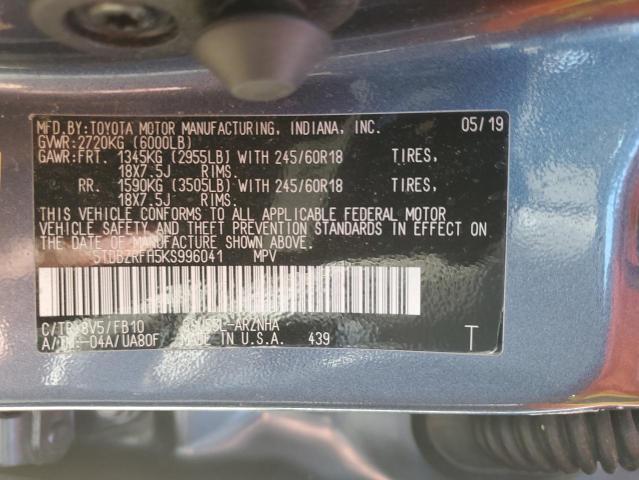 MFD.BY:TOYOTA MOTOR MANUFACTURING, INDIANA, INC. 05/19
GVWR:2720KG (6000LB)
GAWR:FRT. 1345KG (2955LB) WITH 245/60R18 TIRES,
18X7.5J RIMS.
RR. 1590KG (3505LB) WITH 245/60R18 TIRES,
18X7.5J RIMS.
THIS VEHICLE CONFORMS TO ALL APPLICABLE FEDERAL MOTOR
VEHICLE SAFETY AND THEFT PREVENTION STANDARDS IN EFFECT ON
THE DATE OF MANUFACTURE SHOWN ABOVE.
5TDBZRFH5KS996041 MPV
MADE IN U.S.A. 439 T